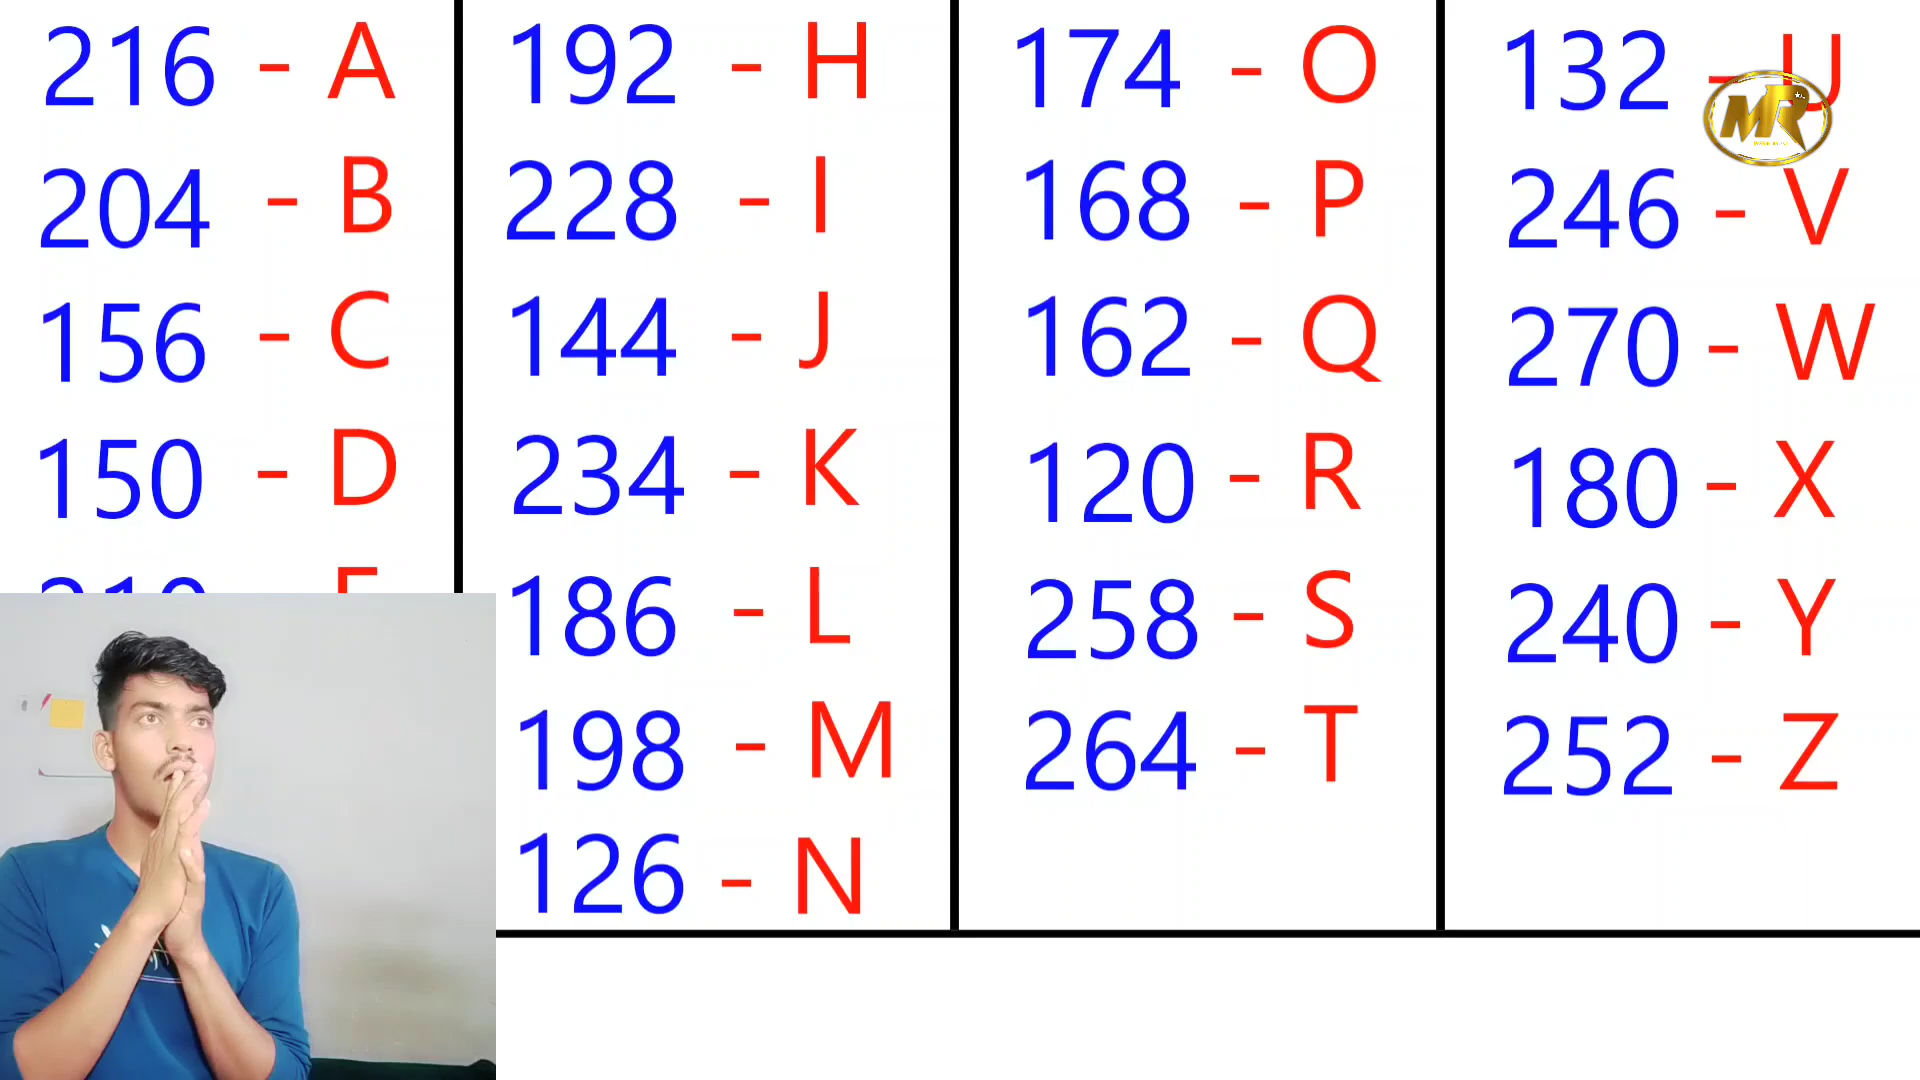 216 - A
204 - B
156 - C
150 - D
192 - H
228 - I
144 - J
234 - K
186 - L
198 - M
126 - N
174 - O
168 - P
162 - Q
120 - R
258 - S
264 - T
132 - U
246 - V
270 - W
180 - X
240 - Y
252 - Z
MR